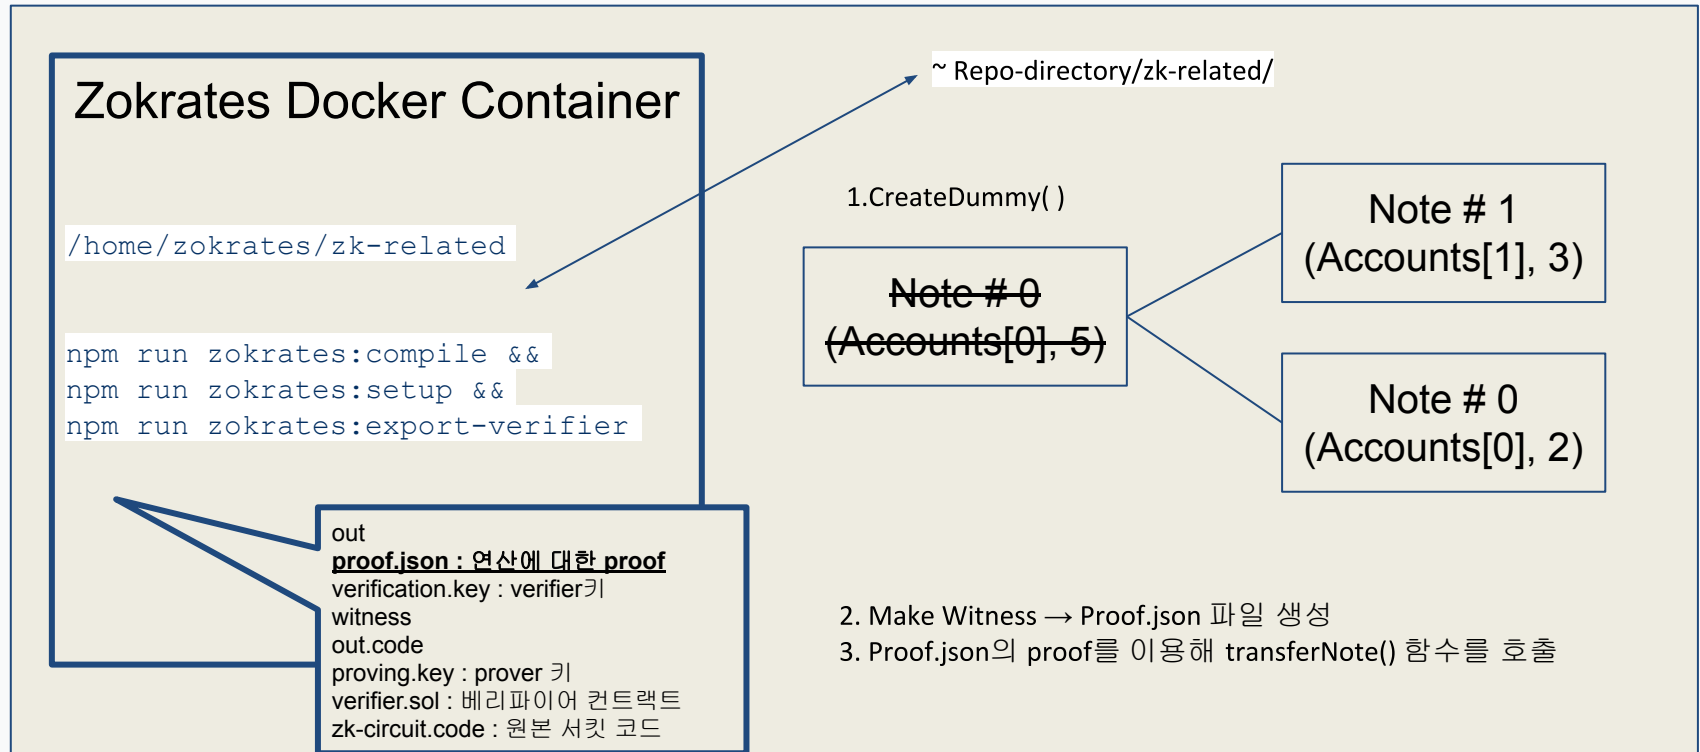 Zokrates Docker Container
/home/zokrates/zk-related
npm run zokrates:compile &&
npm run zokrates:setup &&
npm run zokrates:export-verifier
out
proof.json : 연산에 대한 proof
verification.key : verifier키
witness
out.code
proving.key : prover 키
verifier.sol : 베리파이어 컨트랙트
zk-circuit.code : 원본 서킷 코드
~ Repo-directory/zk-related/
1.CreateDummy( )
Note # 0
(Accounts[0], 5)
Note # 1
(Accounts[1], 3)
Note # 0
(Accounts[0], 2)
2. Make Witness → Proof.json 파일 생성
3. Proof.json의 proof를 이용해 transferNote() 함수를 호출